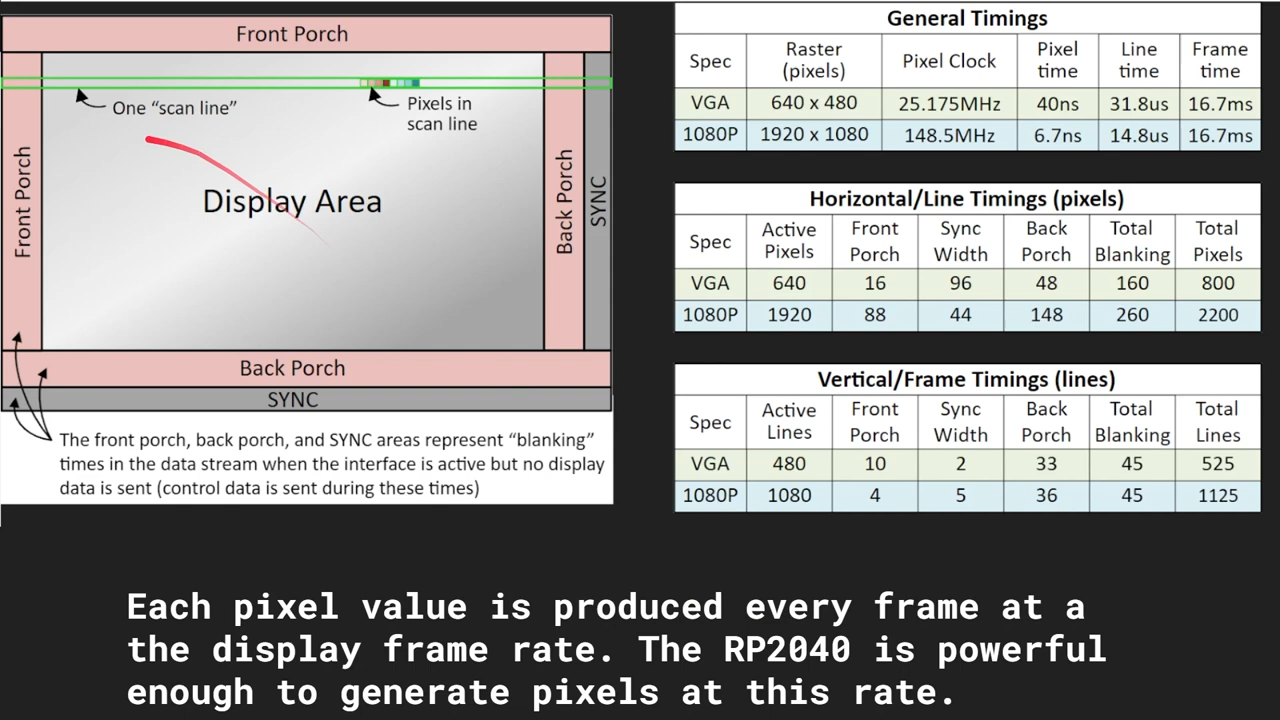 Front Porch
One “scan line”
Pixels in
scan line
Front Porch
Display Area
Back Porch
SYNC
Back Porch
SYNC
The front porch, back porch, and SYNC areas represent “blanking”
times in the data stream when the interface is active but no display
data is sent (control data is sent during these times)
General Timings
Spec Raster (pixels) Pixel Clock Pixel time Line time Frame time
VGA 640 x 480 25.175MHz 40ns 31.8us 16.7ms
1080P 1920 x 1080 148.5MHz 6.7ns 14.8us 16.7ms
Horizontal/Line Timings (pixels)
Spec Active Pixels Front Porch Sync Width Back Porch Total Blanking Total Pixels
VGA 640 16 96 48 160 800
1080P 1920 88 44 148 260 2200
Vertical/Frame Timings (lines)
Spec Active Lines Front Porch Sync Width Back Porch Total Blanking Total Lines
VGA 480 10 2 33 45 525
1080P 1080 4 5 36 45 1125
Each pixel value is produced every frame at a
the display frame rate. The RP2040 is powerful
enough to generate pixels at this rate.